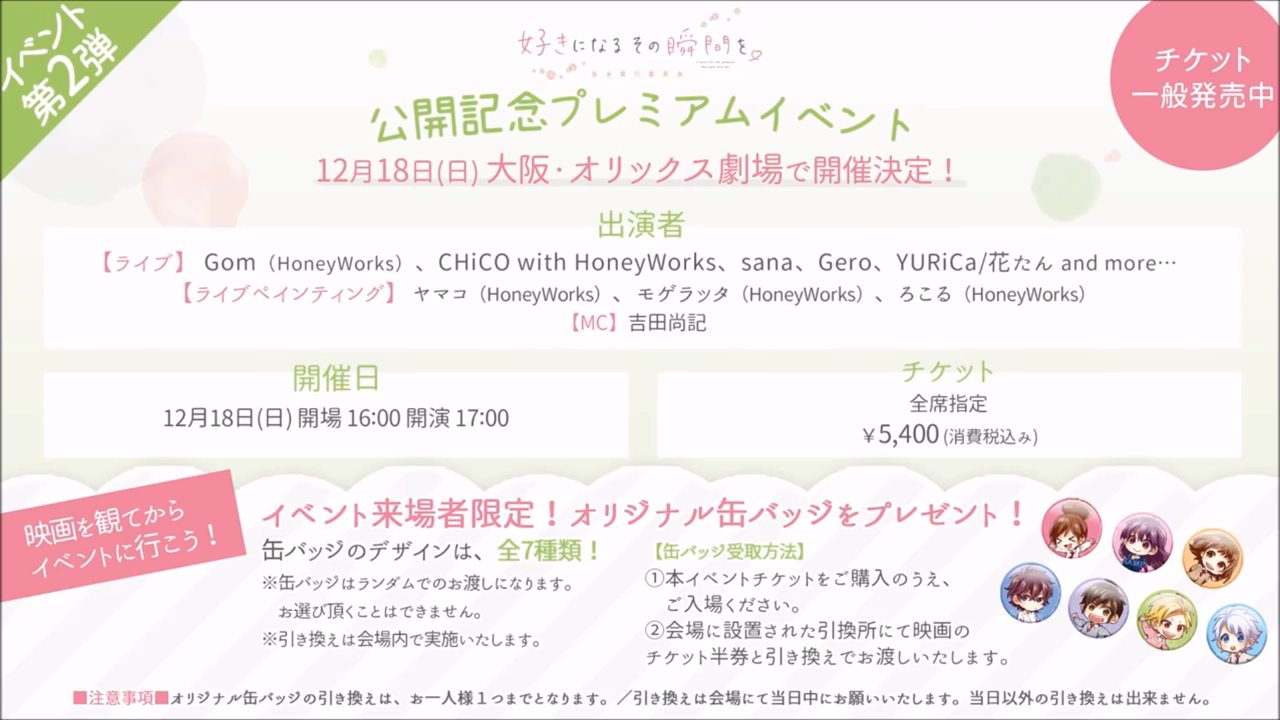 イベント
第2弾
好きになるその瞬間を。
告白実行委員会
チケット
一般発売中
公開記念プレミアムイベント
12月18日(日) 大阪・オリックス劇場で開催決定！
出演者
【ライブ】 Gom（HoneyWorks）、CHiCO with HoneyWorks、sana、Gero、YURiCa/花たん and more…
【ライブペインティング】 ヤマコ（HoneyWorks）、モゲラッタ（HoneyWorks）、ろこる（HoneyWorks）
【MC】吉田尚記
開催日
12月18日(日) 開場 16:00 開演 17:00
チケット
全席指定
￥5,400 (消費税込み)
映画を観てから
イベントに行こう！
イベント来場者限定！オリジナル缶バッジをプレゼント！
缶バッジのデザインは、全7種類！
※缶バッジはランダムでのお渡しになります。
お選び頂くことはできません。
※引き換えは会場内で実施いたします。
【缶バッジ受取方法】
①本イベントチケットをご購入のうえ、
ご入場ください。
②会場に設置された引換所にて映画の
チケット半券と引き換えでお渡しいたします。
■注意事項■オリジナル缶バッジの引き換えは、お一人様１つまでとなります。／引き換えは会場にて当日中にお願いいたします。当日以外の引き換えは出来ません。